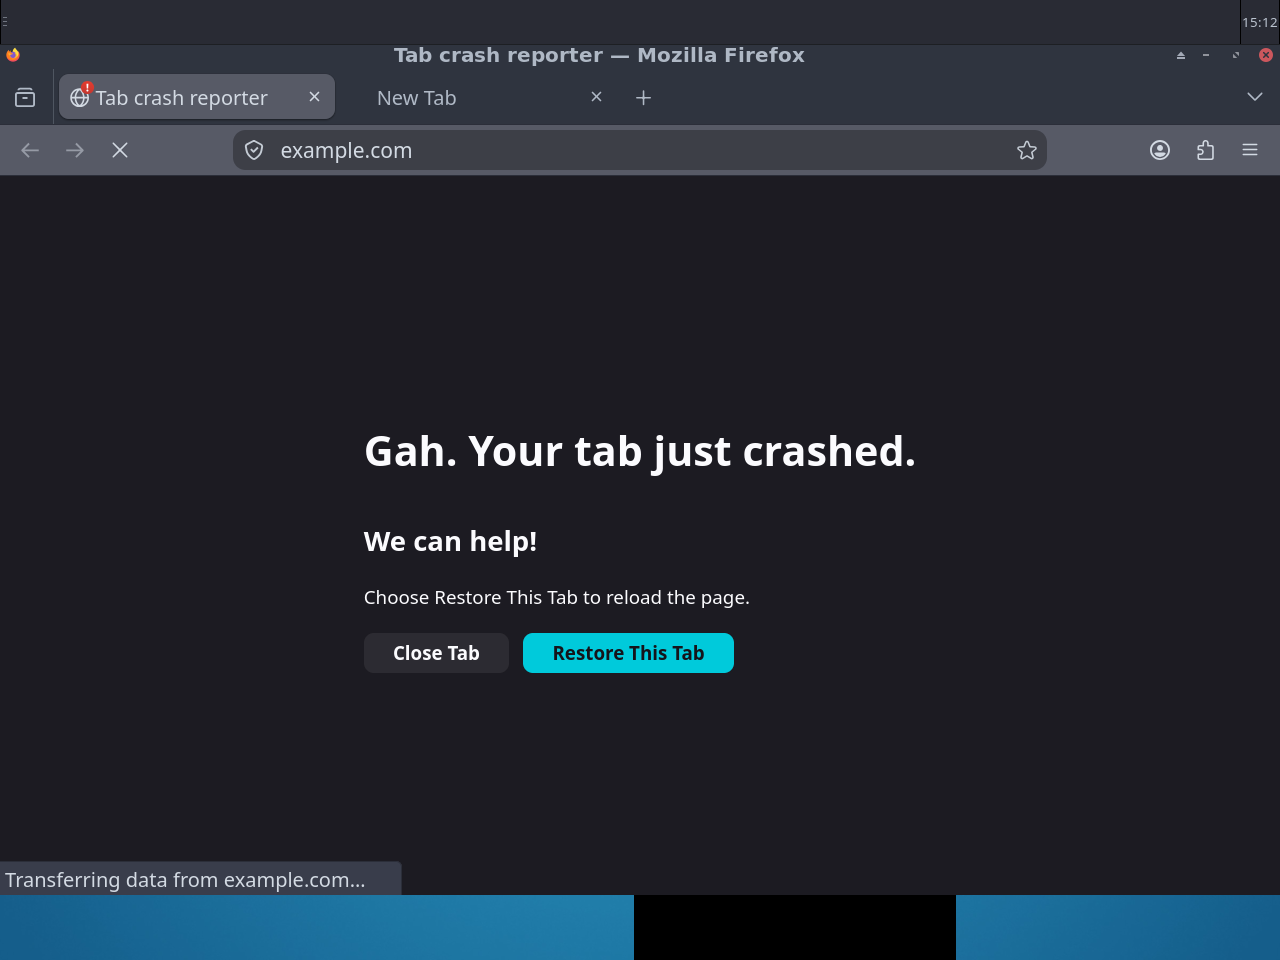 15:12
Tab crash reporter — Mozilla Firefox
Tab crash reporter
New Tab
example.com
Gah. Your tab just crashed.
We can help!
Choose Restore This Tab to reload the page.
Close Tab
Restore This Tab
Transferring data from example.com...